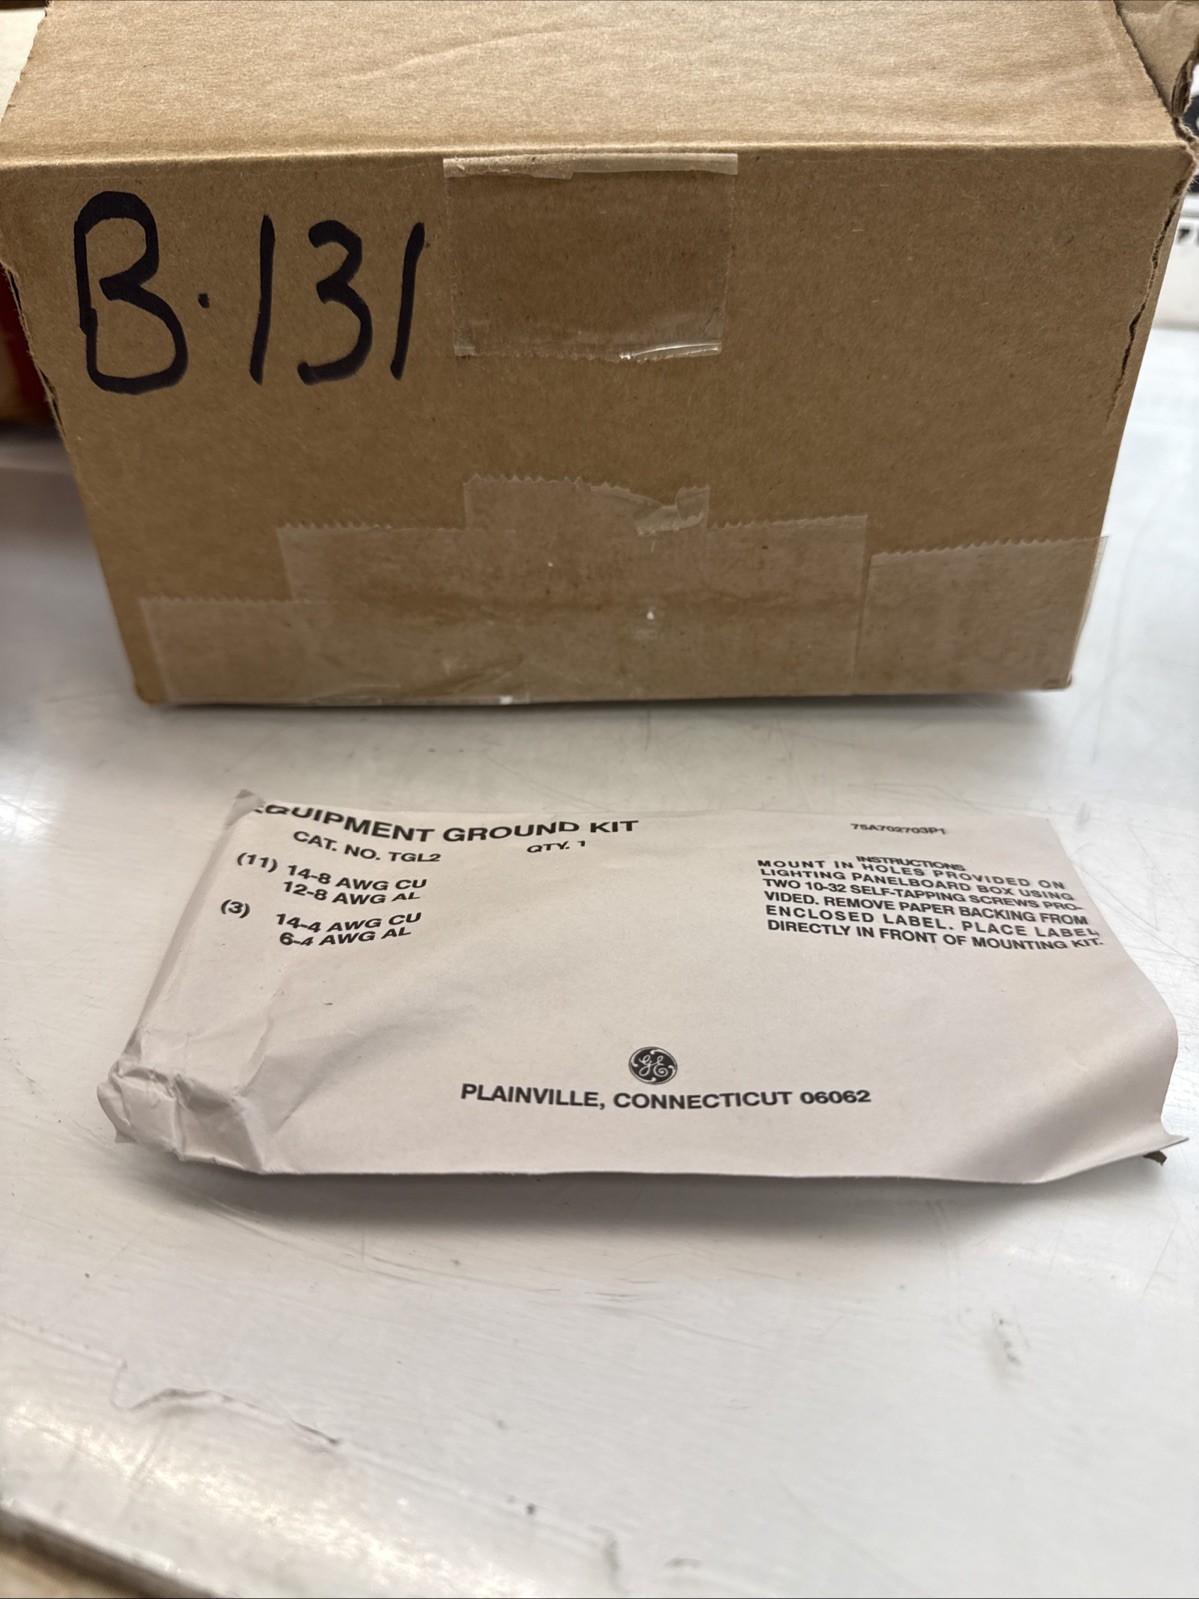 B.131
EQUIPMENT GROUND KIT
CAT. NO. TGL2 QTY. 1
(11) 14-8 AWG CU
12-8 AWG AL
(3) 14-4 AWG CU
6-4 AWG AL
75A702703P1
INSTRUCTIONS
MOUNT IN HOLES PROVIDED ON
LIGHTING PANELBOARD BOX USING
TWO 10-32 SELF-TAPPING SCREWS PRO-
VIDED. REMOVE PAPER BACKING FROM
ENCLOSED LABEL. PLACE LABEL
DIRECTLY IN FRONT OF MOUNTING KIT.
GE
PLAINVILLE, CONNECTICUT 06062